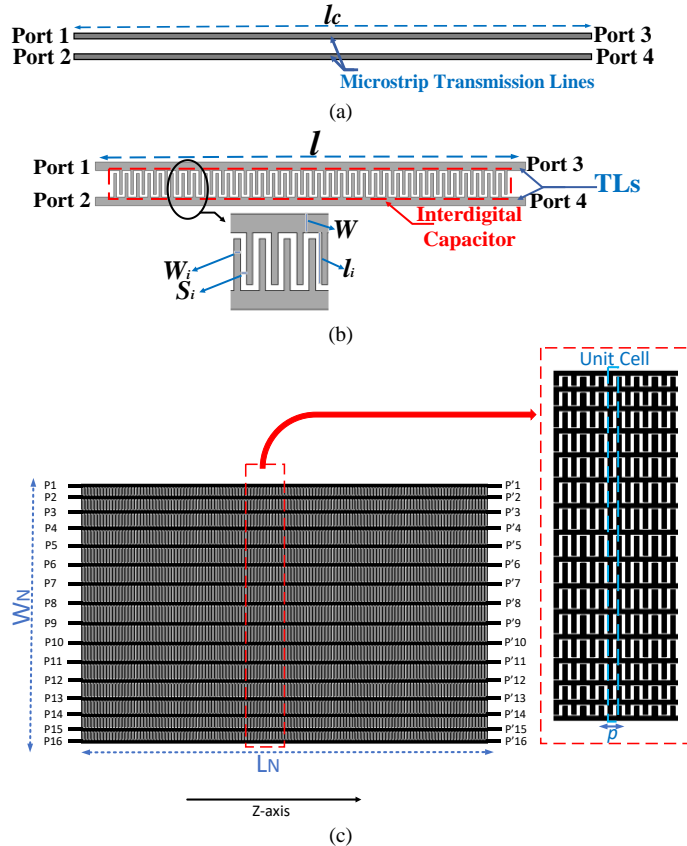 lc
Port 1 Port 3
Port 2 Port 4
Microstrip Transmission Lines
(a)
l
Port 1 Port 3
TLs
Port 2 Port 4
Interdigital
Capacitor
W
Wi
li
Si
(b)
Unit Cell
P1 P'1
P2 P'2
P3 P'3
P4 P'4
P5 P'5
P6 P'6
P7 P'7
P8 P'8
P9 P'9
P10 P'10
P11 P'11
P12 P'12
P13 P'13
P14 P'14
P15 P'15
P16 P'16
WN
p
LN
Z-axis
(c)